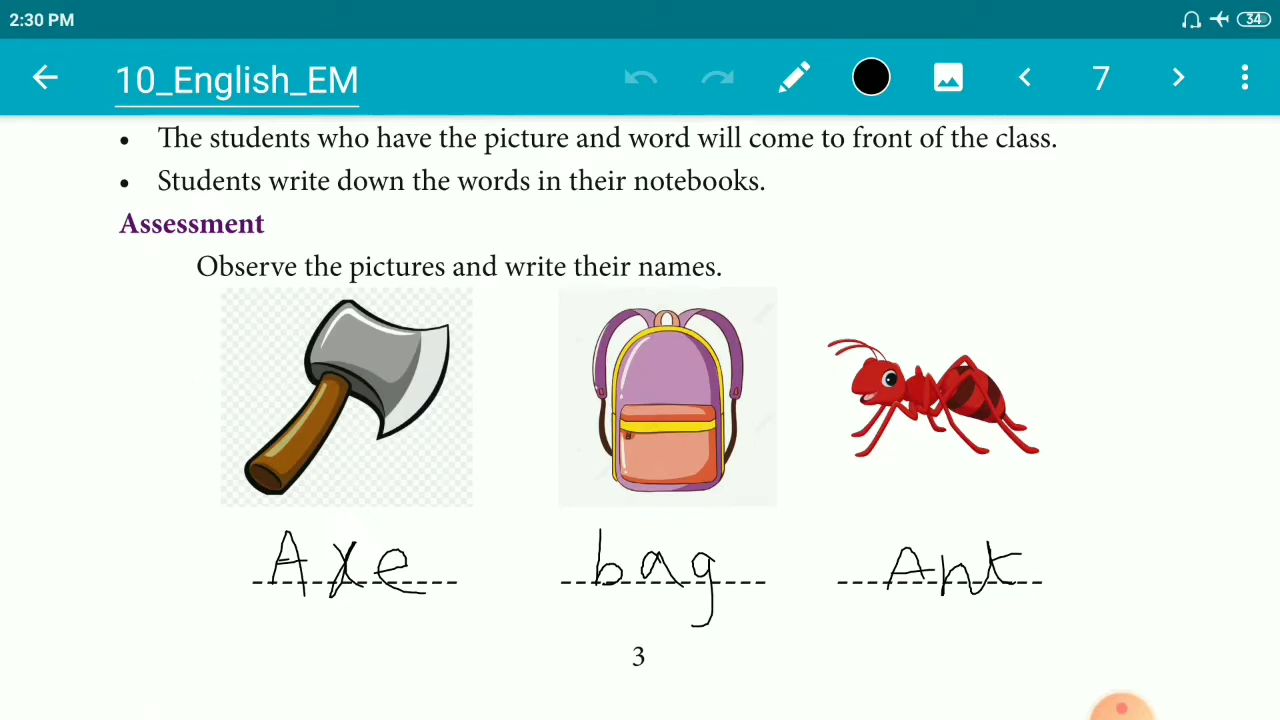 2:30 PM 34
10_English_EM 7
• The students who have the picture and word will come to front of the class.
• Students write down the words in their notebooks.
Assessment
Observe the pictures and write their names.
Axe bag Ant
3